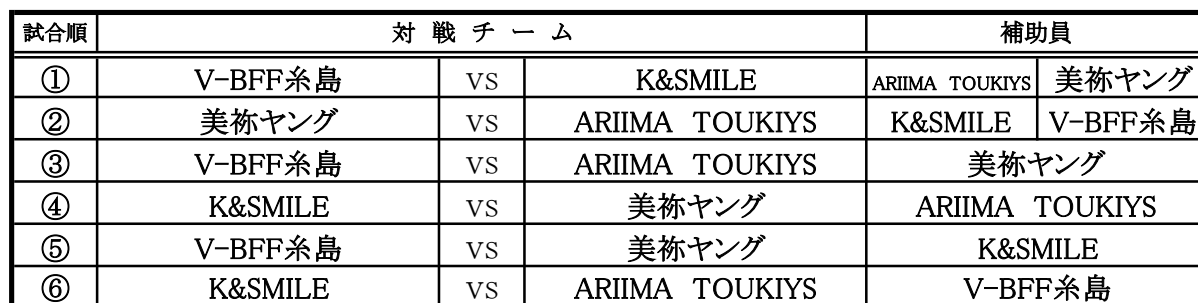 試合順 対 戦 チ ー ム 補助員
① V-BFF糸島 VS K&SMILE ARIIMA TOUKIYS 美祢ヤング
② 美祢ヤング VS ARIIMA TOUKIYS K&SMILE V-BFF糸島
③ V-BFF糸島 VS ARIIMA TOUKIYS 美祢ヤング
④ K&SMILE VS 美祢ヤング ARIIMA TOUKIYS
⑤ V-BFF糸島 VS 美祢ヤング K&SMILE
⑥ K&SMILE VS ARIIMA TOUKIYS V-BFF糸島